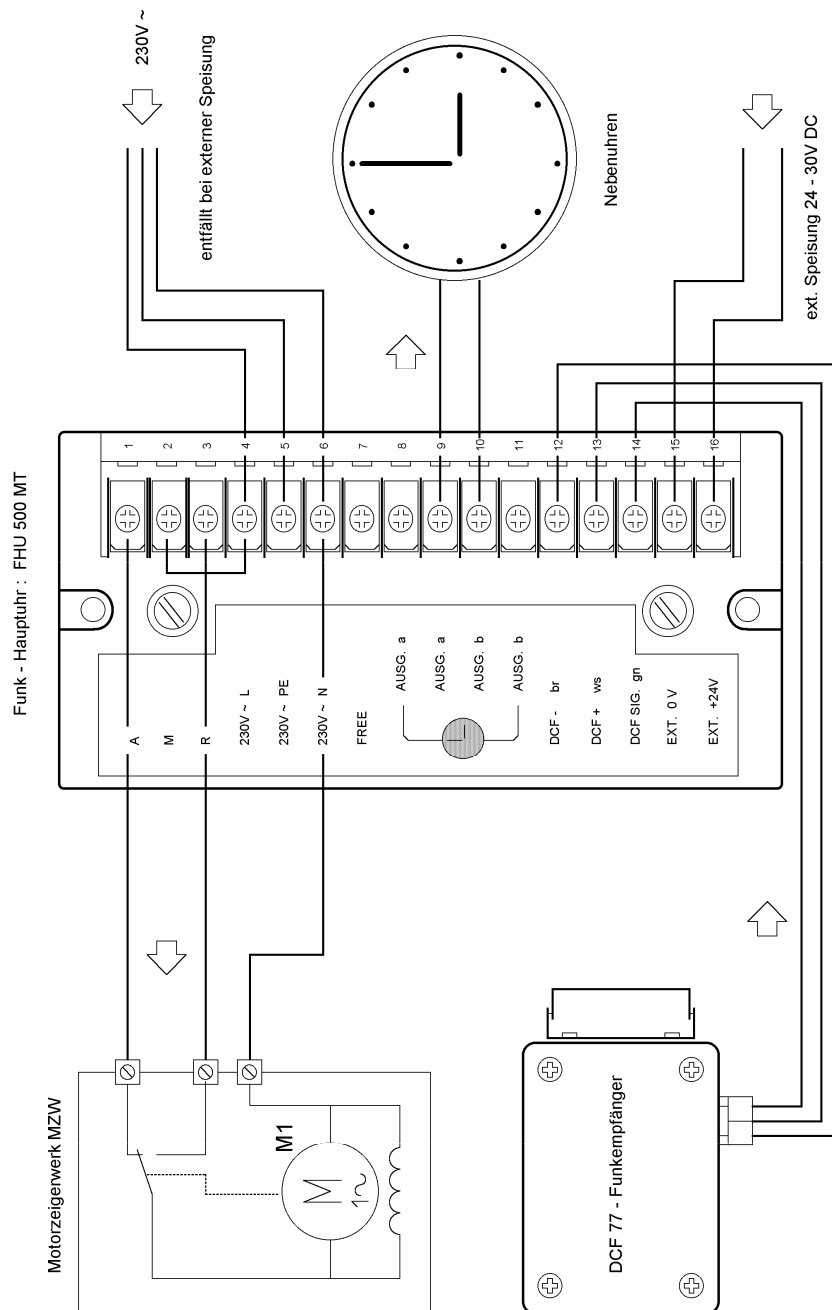 230V ~
entfällt bei externer Speisung
Nebenuhren
ext. Speisung 24 - 30V DC
Funk - Hauptuhr : FHU 500 MT
1
2
3
4
5
6
7
8
9
10
11
12
13
14
15
16
A
M
R
230V ~ L
230V ~ PE
230V ~ N
FREE
AUSG. a
AUSG. a
AUSG. b
AUSG. b
DCF - br
DCF + ws
DCF SIG. gn
EXT. 0 V
EXT. +24V
Motorzeigerwerk MZW
M1
M
1~
DCF 77 - Funkempfänger